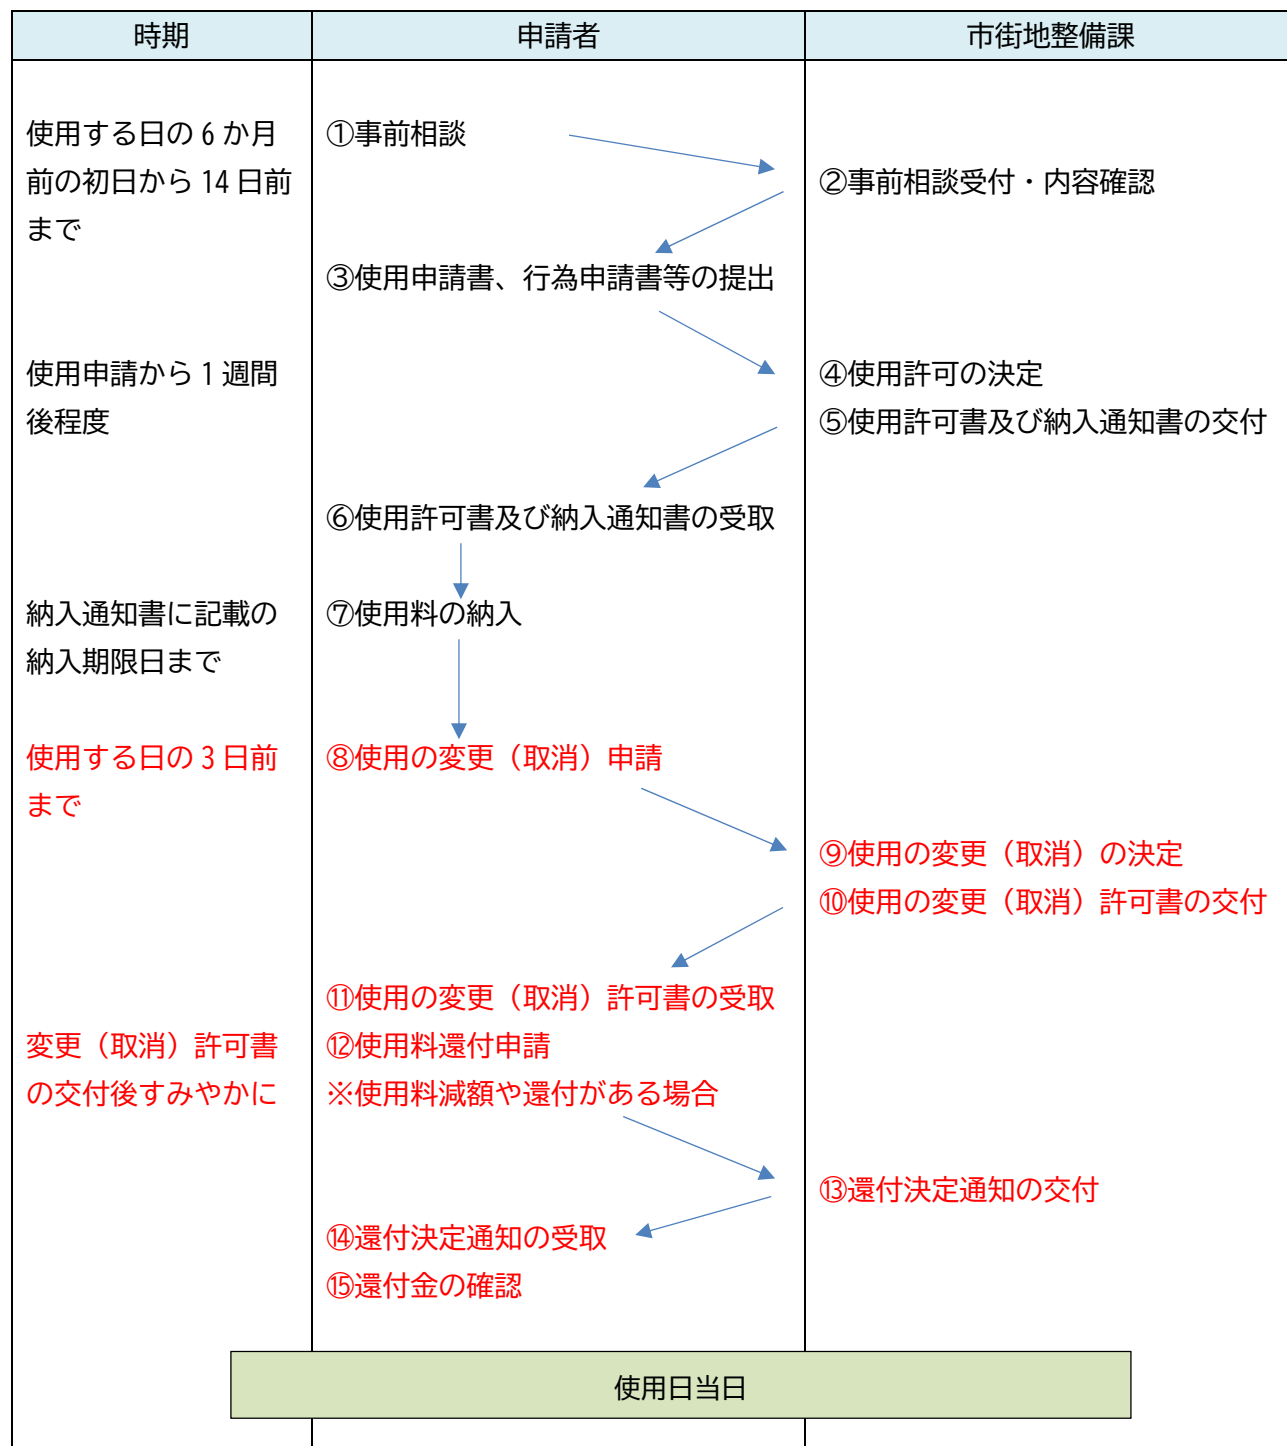 時期
申請者
市街地整備課
使用する日の6か月
前の初日から14日前
まで
①事前相談
②事前相談受付・内容確認
③使用申請書、行為申請書等の提出
使用申請から1週間
後程度
④使用許可の決定
⑤使用許可書及び納入通知書の交付
⑥使用許可書及び納入通知書の受取
納入通知書に記載の
納入期限日まで
⑦使用料の納入
使用する日の3日前
まで
⑧使用の変更（取消）申請
⑨使用の変更（取消）の決定
⑩使用の変更（取消）許可書の交付
⑪使用の変更（取消）許可書の受取
変更（取消）許可書
の交付後すみやかに
⑫使用料還付申請
※使用料減額や還付がある場合
⑬還付決定通知の交付
⑭還付決定通知の受取
⑮還付金の確認
使用日当日